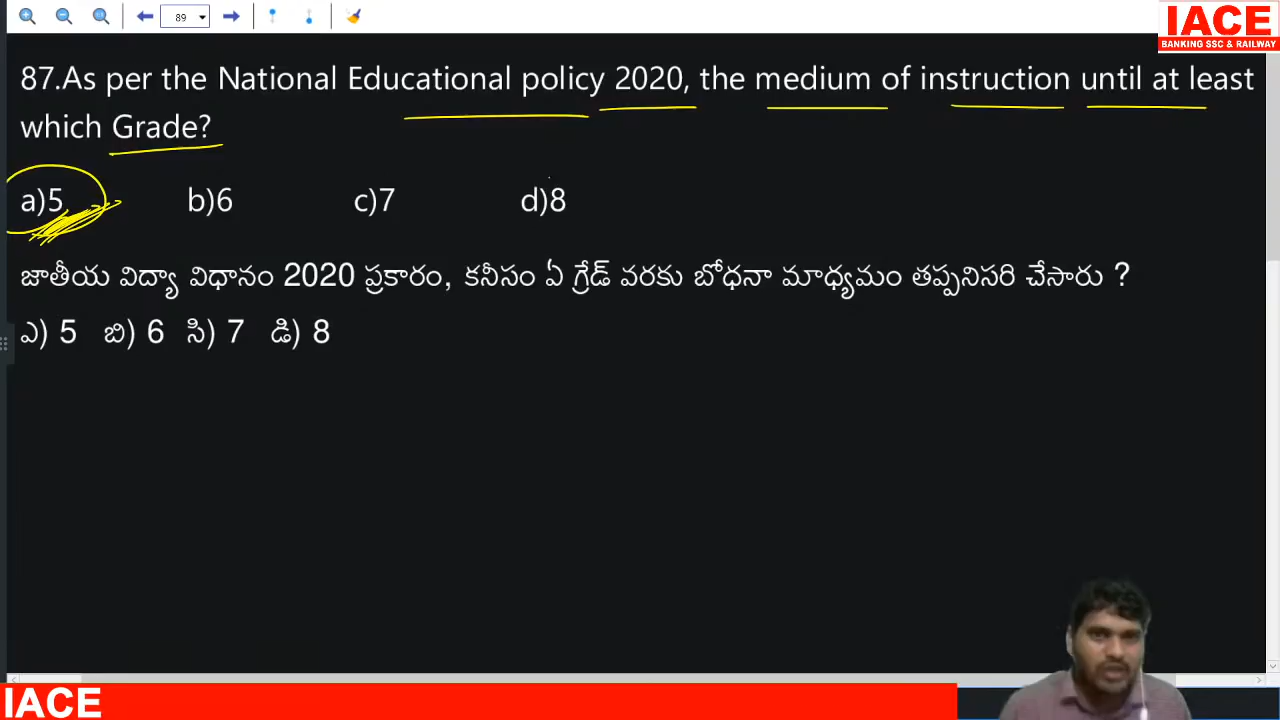 89
IACE
BANKING SSC & RAILWAY
87.As per the National Educational policy 2020, the medium of instruction until at least
which Grade?
a)5 b)6 c)7 d)8
జాతీయ విద్యా విధానం 2020 ప్రకారం, కనీసం ఏ గ్రేడ్ వరకు బోధనా మాధ్యమం తప్పనిసరి చేసారు ?
ఎ) 5 బి) 6 సి) 7 డి) 8
IACE